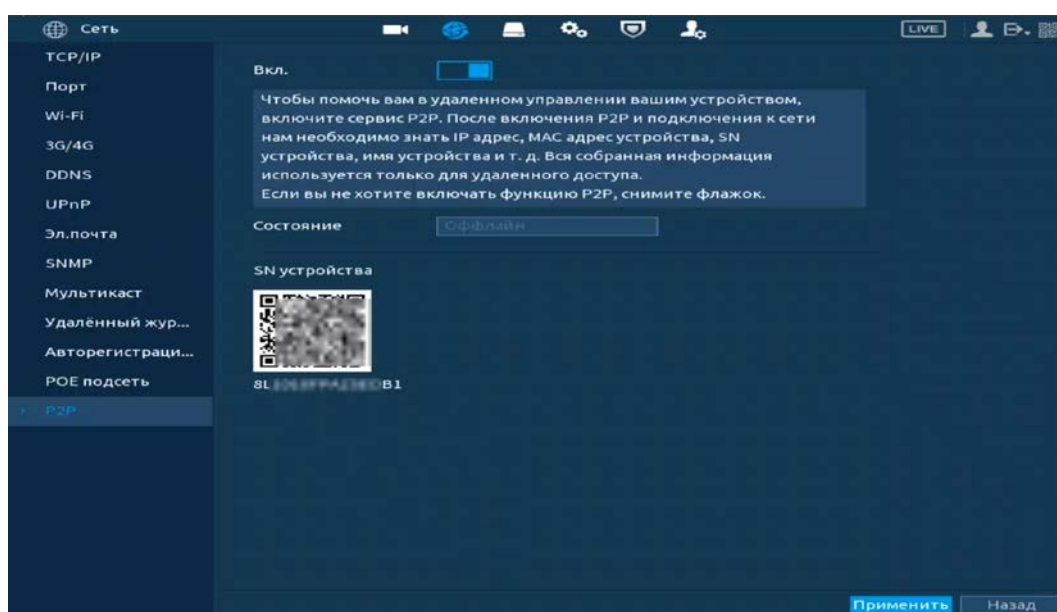 Сеть
LIVE
TCP/IP
Порт
Wi-Fi
3G/4G
DDNS
UPnP
Эл.почта
SNMP
Мультикаст
Удалённый жур...
Авторегистраци...
POE подсеть
P2P
Вкл.
Чтобы помочь вам в удаленном управлении вашим устройством,
включите сервис P2P. После включения P2P и подключения к сети
нам необходимо знать IP адрес, MAC адрес устройства, SN
устройства, имя устройства и т. д. Вся собранная информация
используется только для удаленного доступа.
Если вы не хотите включать функцию P2P, снимите флажок.
Состояние
Оффлайн
SN устройства
8L B1
Применить
Назад